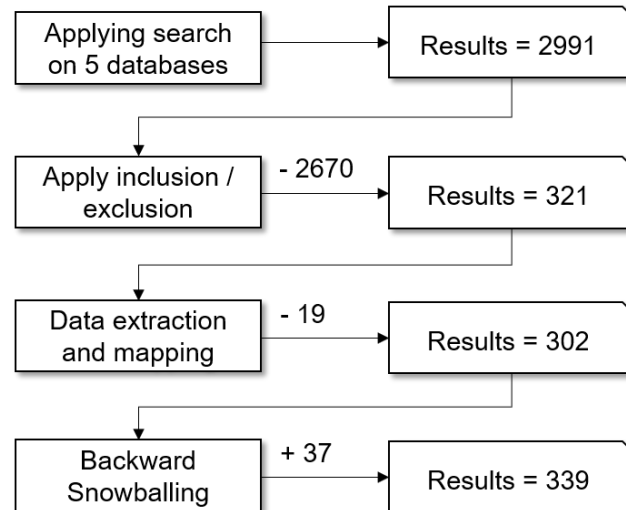 Applying search
on 5 databases
Results = 2991
Apply inclusion /
exclusion
- 2670
Results = 321
Data extraction
and mapping
- 19
Results = 302
Backward
Snowballing
+ 37
Results = 339